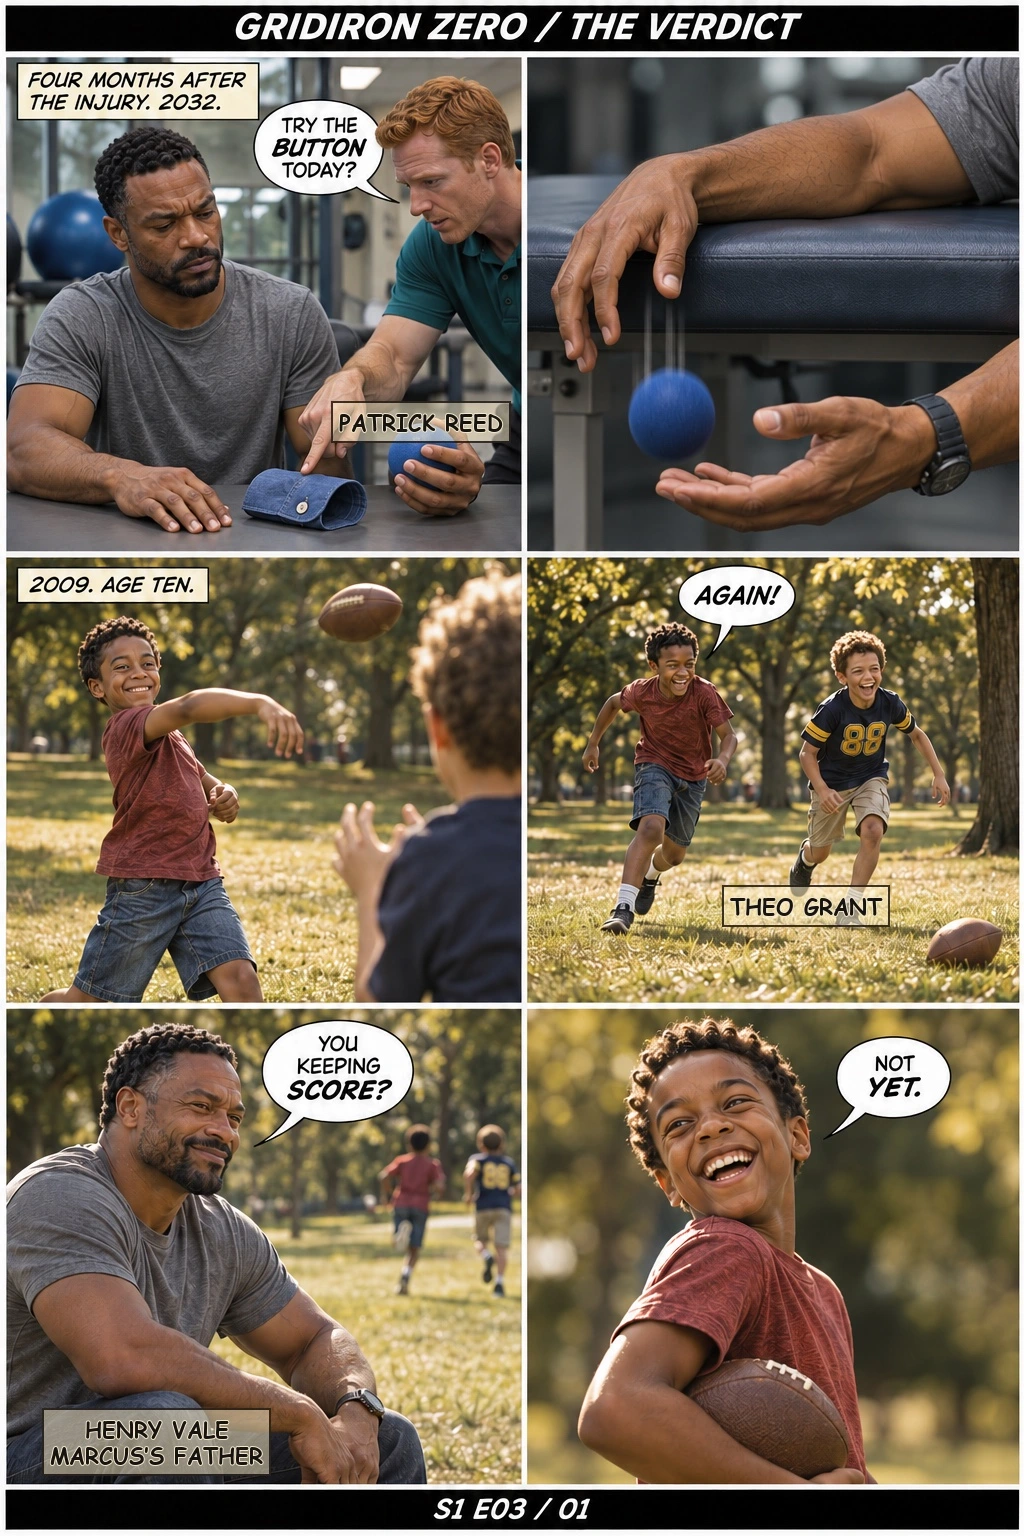 GRIDIRON ZERO / THE VERDICT
FOUR MONTHS AFTER
THE INJURY. 2032.
TRY THE
BUTTON
TODAY?
PATRICK REED
2009. AGE TEN.
AGAIN!
88
THEO GRANT
YOU
KEEPING
SCORE?
88
HENRY VALE
MARCUS'S FATHER
NOT
YET.
S1 E03 / 01